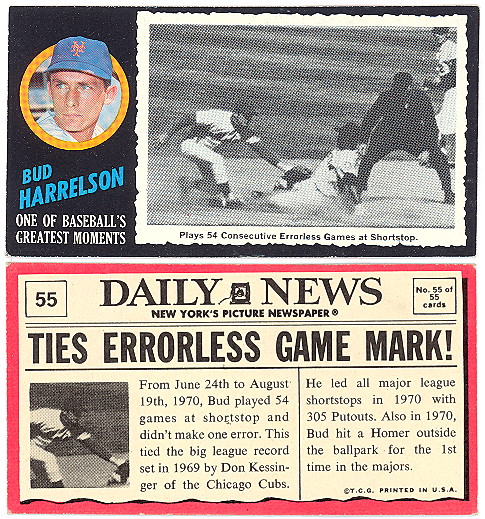 NY
BUD
HARRELSON
ONE OF BASEBALL'S
GREATEST MOMENTS
Plays 54 Consecutive Errorless Games at Shortstop.
55
DAILY NEWS
NEW YORK'S PICTURE NEWSPAPER®
No. 55 of
55
cards
TIES ERRORLESS GAME MARK!
From June 24th to August
19th, 1970, Bud played 54
games at shortstop and
didn't make one error. This
tied the big league record
set in 1969 by Don Kessin-
ger of the Chicago Cubs.
He led all major league
shortstops in 1970 with
305 Putouts. Also in 1970,
Bud hit a Homer outside
the ballpark for the 1st
time in the majors.
©T.C.G. PRINTED IN U.S.A.